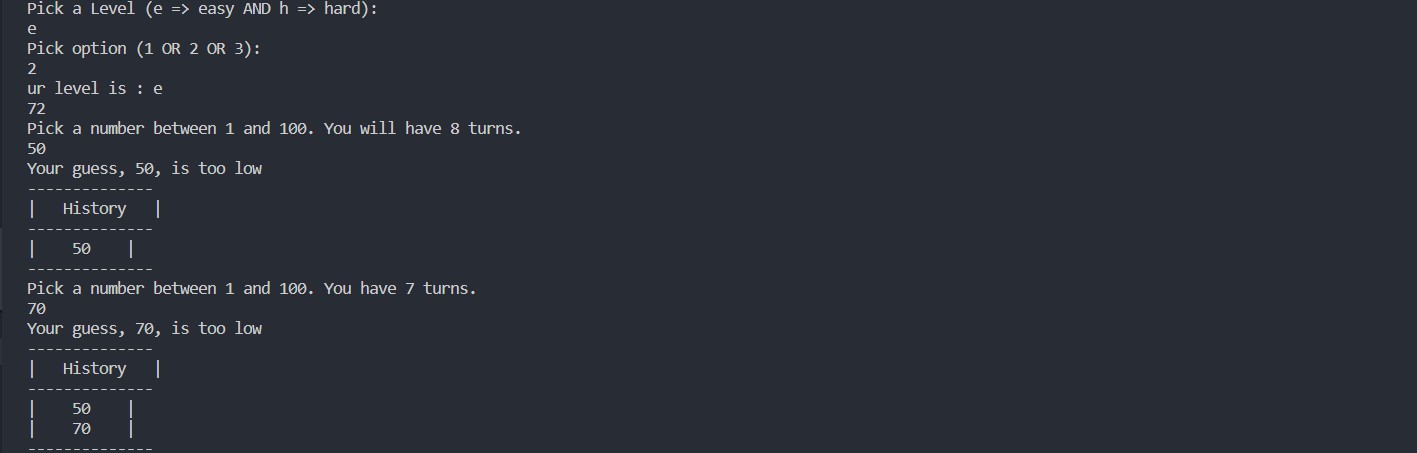 Pick a Level (e => easy AND h => hard):
e
Pick option (1 OR 2 OR 3):
2
ur level is : e
72
Pick a number between 1 and 100. You will have 8 turns.
50
Your guess, 50, is too low
--------------
|   History   |
--------------
|    50    |
--------------
Pick a number between 1 and 100. You have 7 turns.
70
Your guess, 70, is too low
--------------
|   History   |
--------------
|    50    |
|    70    |
--------------